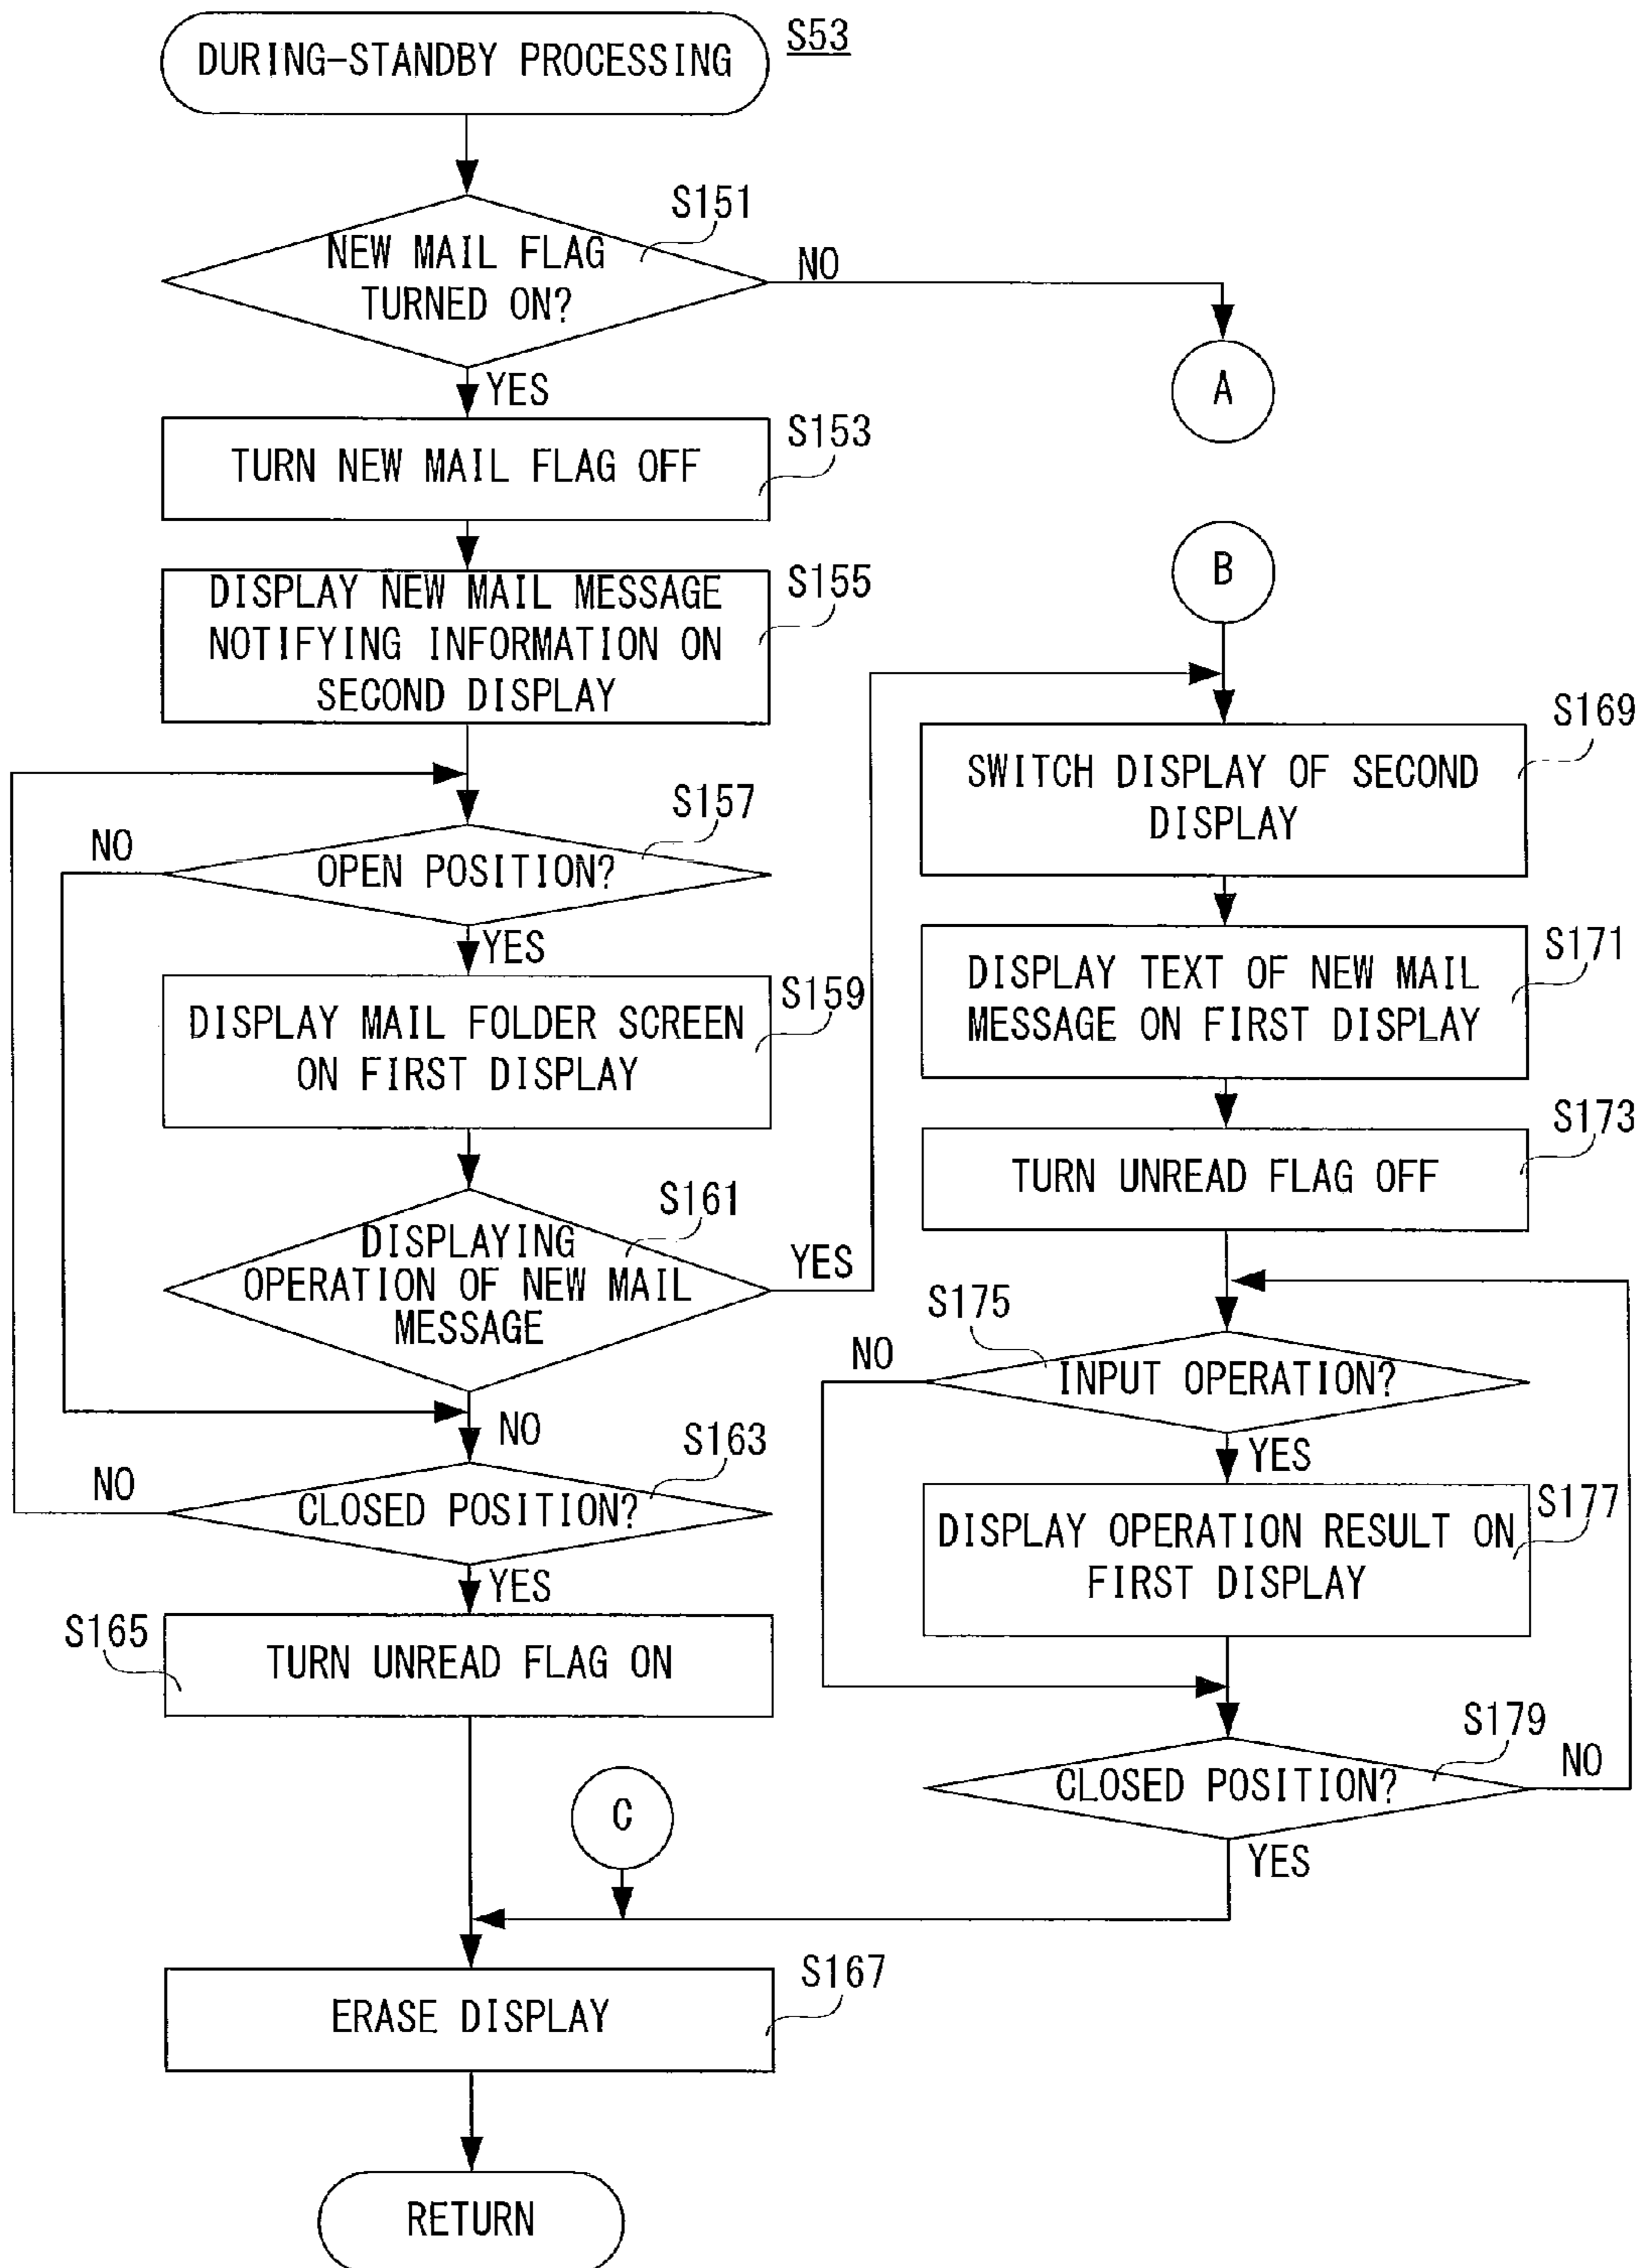 DURING-STANDBY PROCESSING
S53
S151
NEW MAIL FLAG
TURNED ON?
NO
A
YES
S153
TURN NEW MAIL FLAG OFF
S155
DISPLAY NEW MAIL MESSAGE
NOTIFYING INFORMATION ON
SECOND DISPLAY
S157
NO
OPEN POSITION?
YES
S159
DISPLAY MAIL FOLDER SCREEN
ON FIRST DISPLAY
S161
DISPLAYING
OPERATION OF NEW MAIL
MESSAGE
YES
NO
S163
NO
CLOSED POSITION?
YES
S165
TURN UNREAD FLAG ON
C
S167
ERASE DISPLAY
RETURN
B
S169
SWITCH DISPLAY OF SECOND
DISPLAY
S171
DISPLAY TEXT OF NEW MAIL
MESSAGE ON FIRST DISPLAY
S173
TURN UNREAD FLAG OFF
S175
NO
INPUT OPERATION?
YES
S177
DISPLAY OPERATION RESULT ON
FIRST DISPLAY
S179
CLOSED POSITION?
NO
YES